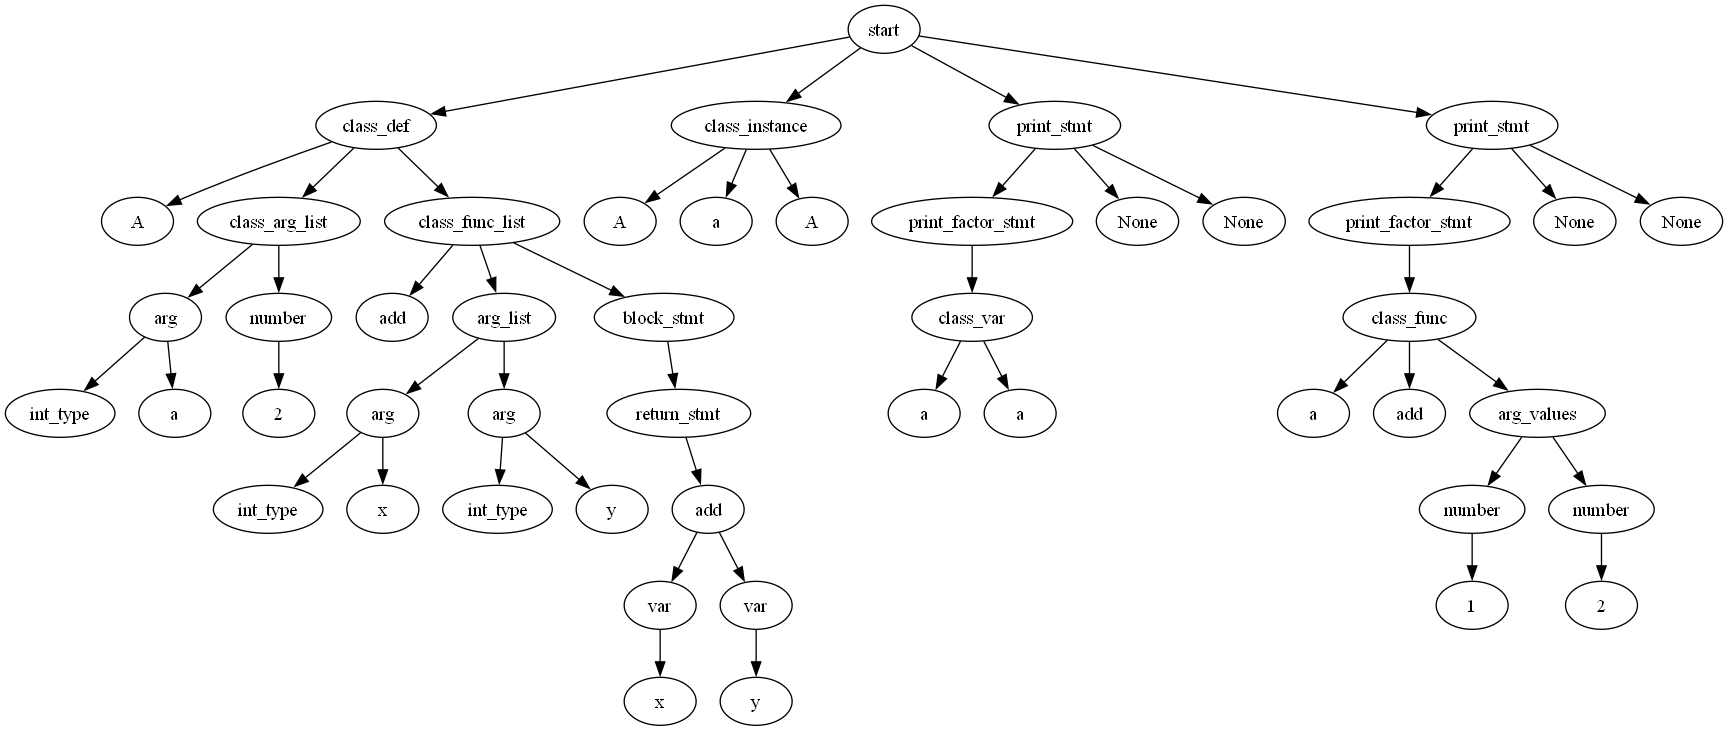 start
class_def class_instance print_stmt print_stmt
A class_arg_list class_func_list A a A print_factor_stmt None None print_factor_stmt None None
arg number add arg_list block_stmt class_var class_func
int_type a 2 arg arg return_stmt a a a add arg_values
int_type x int_type y add number number
var var 1 2
x y